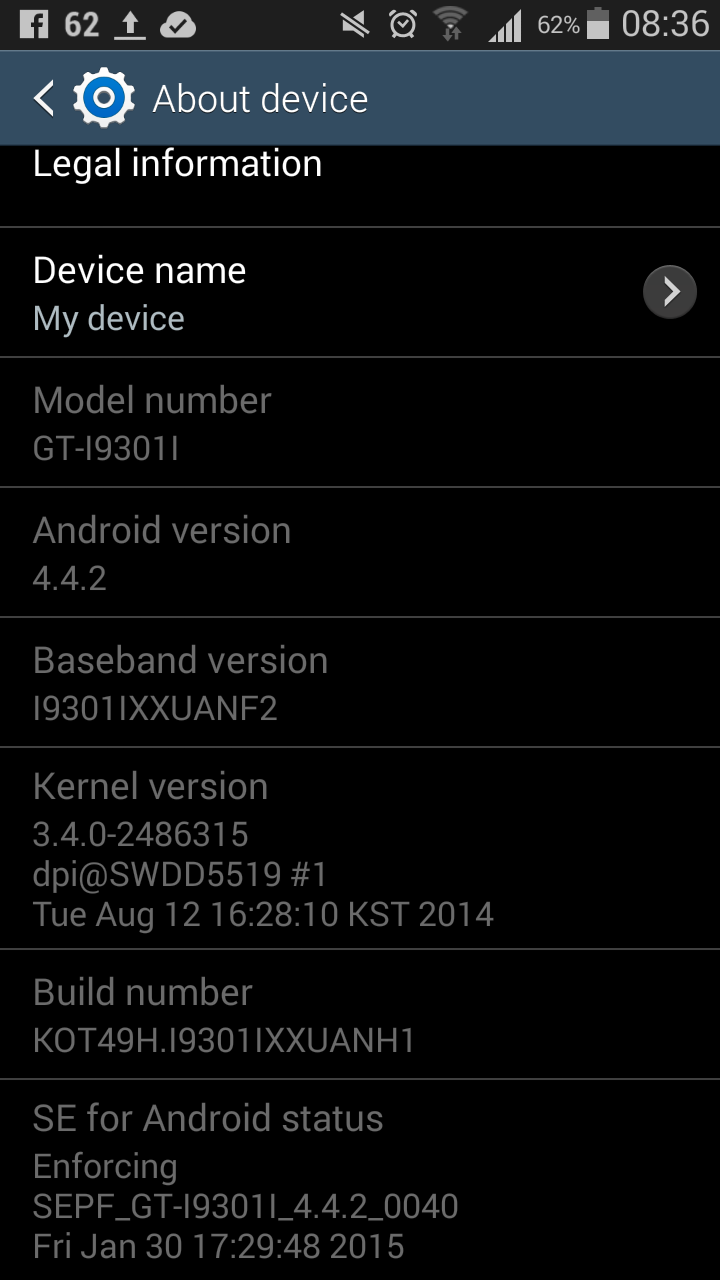 62 62% 08:36
About device
Legal information
Device name
My device
Model number
GT-I9301I
Android version
4.4.2
Baseband version
I9301IXXUANF2
Kernel version
3.4.0-2486315
dpi@SWDD5519 #1
Tue Aug 12 16:28:10 KST 2014
Build number
KOT49H.I9301IXXUANH1
SE for Android status
Enforcing
SEPF_GT-I9301I_4.4.2_0040
Fri Jan 30 17:29:48 2015